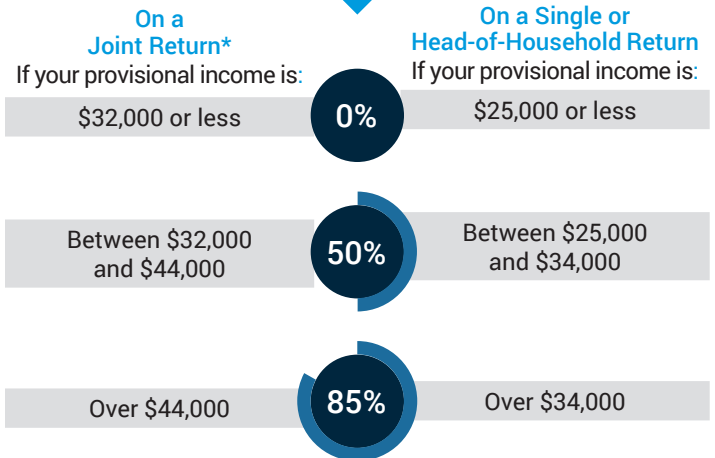 On a
Joint Return*
If your provisional income is:
On a Single or
Head-of-Household Return
If your provisional income is:
$32,000 or less
0%
$25,000 or less
Between $32,000
and $44,000
50%
Between $25,000
and $34,000
Over $44,000
85%
Over $34,000